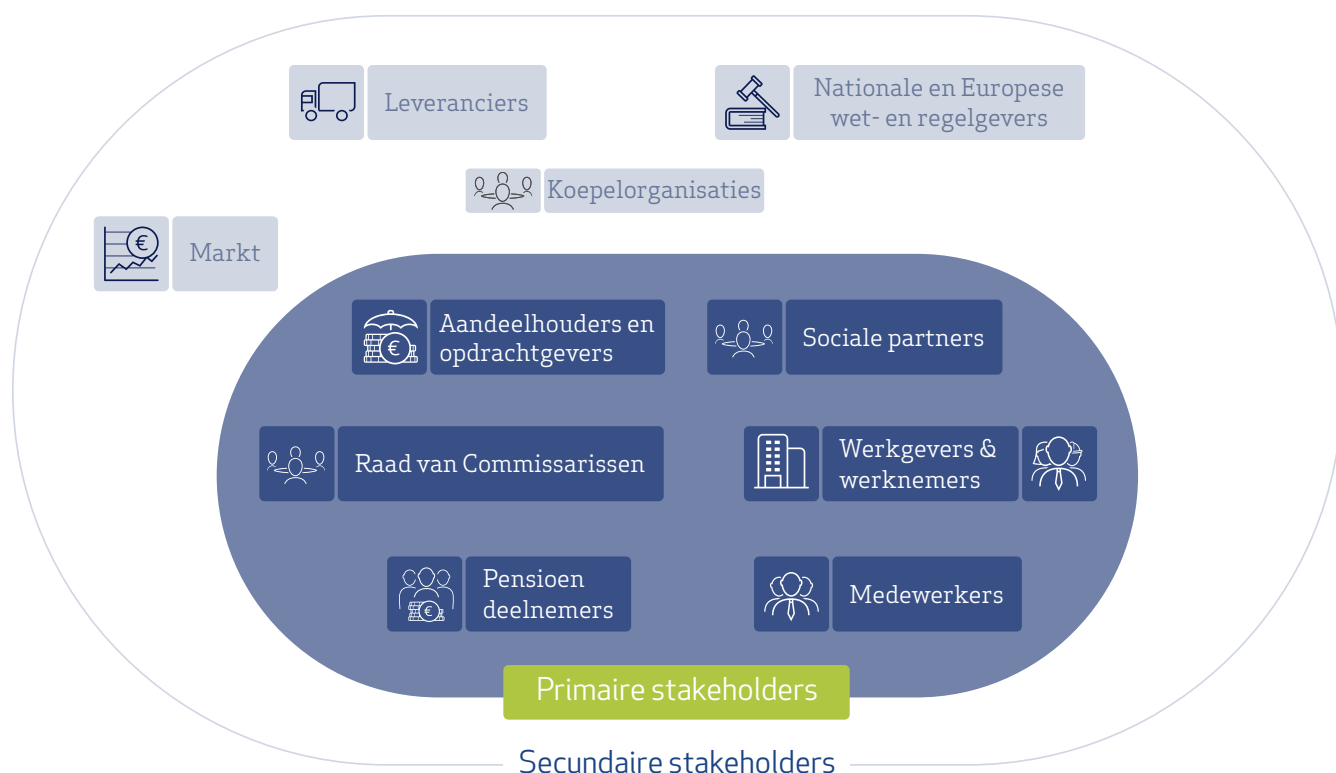 Leveranciers
Nationale en Europese
wet- en regelgevers
Koepelorganisaties
Markt
Aandeelhouders en
opdrachtgevers
Sociale partners
Raad van Commissarissen
Werkgevers &
werknemers
Pensioen
deelnemers
Medewerkers
Primaire stakeholders
Secundaire stakeholders